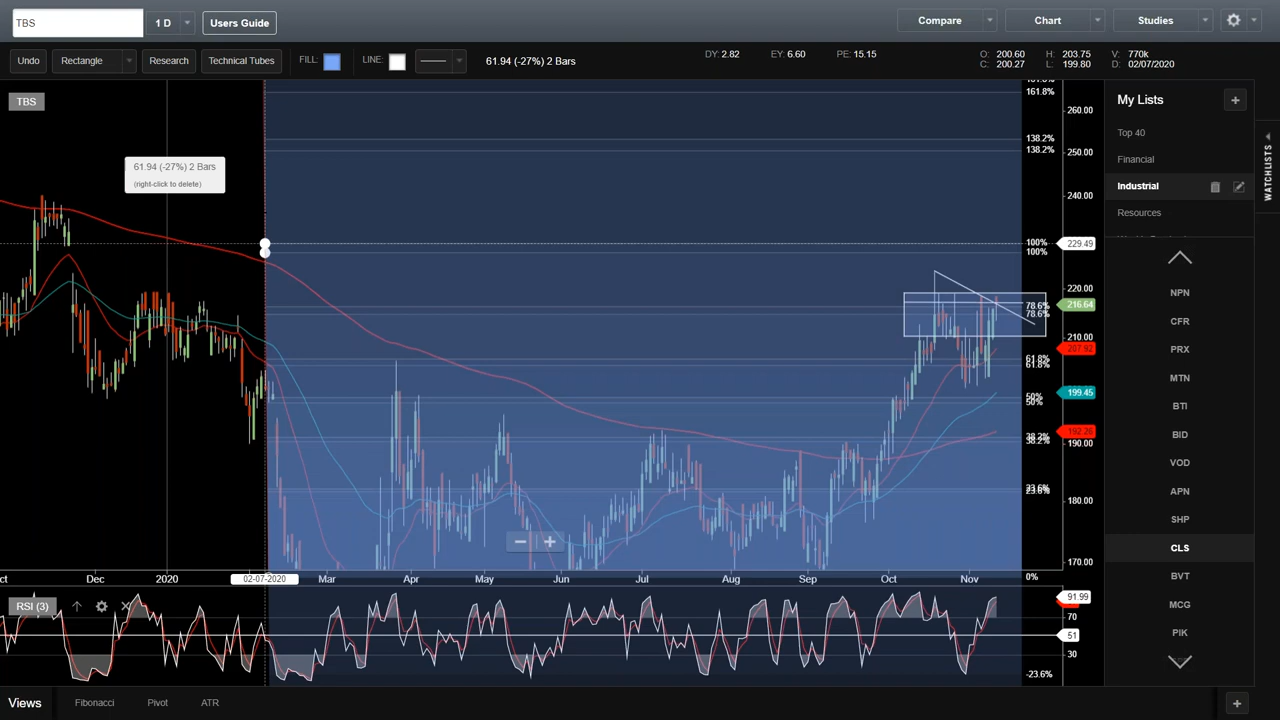 TBS
1 D
Users Guide
Compare
Chart
Studies
Undo
Rectangle
Research
Technical Tubes
FILL:
LINE:
61.94 (-27%) 2 Bars
DY: 2.82
EY: 6.60
PE: 15.15
O: 200.60
H: 203.75
V: 770k
C: 200.27
L: 199.80
D: 02/07/2020
TBS
61.94 (-27%) 2 Bars
(right-click to delete)
161.8%
138.2%
138.2%
100%
100%
78.6%
78.6%
61.8%
61.8%
50%
50%
38.2%
38.2%
23.6%
23.6%
0%
260.00
250.00
240.00
229.49
220.00
216.64
210.00
207.92
199.45
192.26
190.00
180.00
170.00
Dec
2020
02-07-2020
Mar
Apr
May
Jun
Jul
Aug
Sep
Oct
Nov
RSI (3)
91.99
70
51
30
-23.6%
My Lists
Top 40
Financial
Industrial
Resources
NPN
CFR
PRX
MTN
BTI
BID
VOD
APN
SHP
CLS
BVT
MCG
PIK
WATCHLISTS
Views
Fibonacci
Pivot
ATR